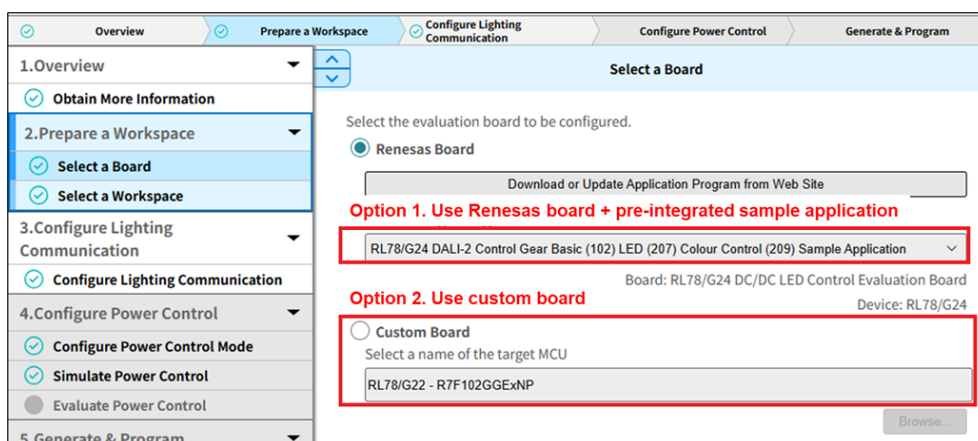 Overview
Prepare a Workspace
Configure Lighting
Communication
Configure Power Control
Generate & Program
1.Overview
Obtain More Information
2.Prepare a Workspace
Select a Board
Select a Workspace
3.Configure Lighting
Communication
Configure Lighting Communication
4.Configure Power Control
Configure Power Control Mode
Simulate Power Control
Evaluate Power Control
5.Generate & Program
Select a Board
Select the evaluation board to be configured.
Renesas Board
Download or Update Application Program from Web Site
Option 1. Use Renesas board + pre-integrated sample application
RL78/G24 DALI-2 Control Gear Basic (102) LED (207) Colour Control (209) Sample Application
Board: RL78/G24 DC/DC LED Control Evaluation Board
Option 2. Use custom board
Device: RL78/G24
Custom Board
Select a name of the target MCU
RL78/G22 - R7F102GGExNP
Browse...